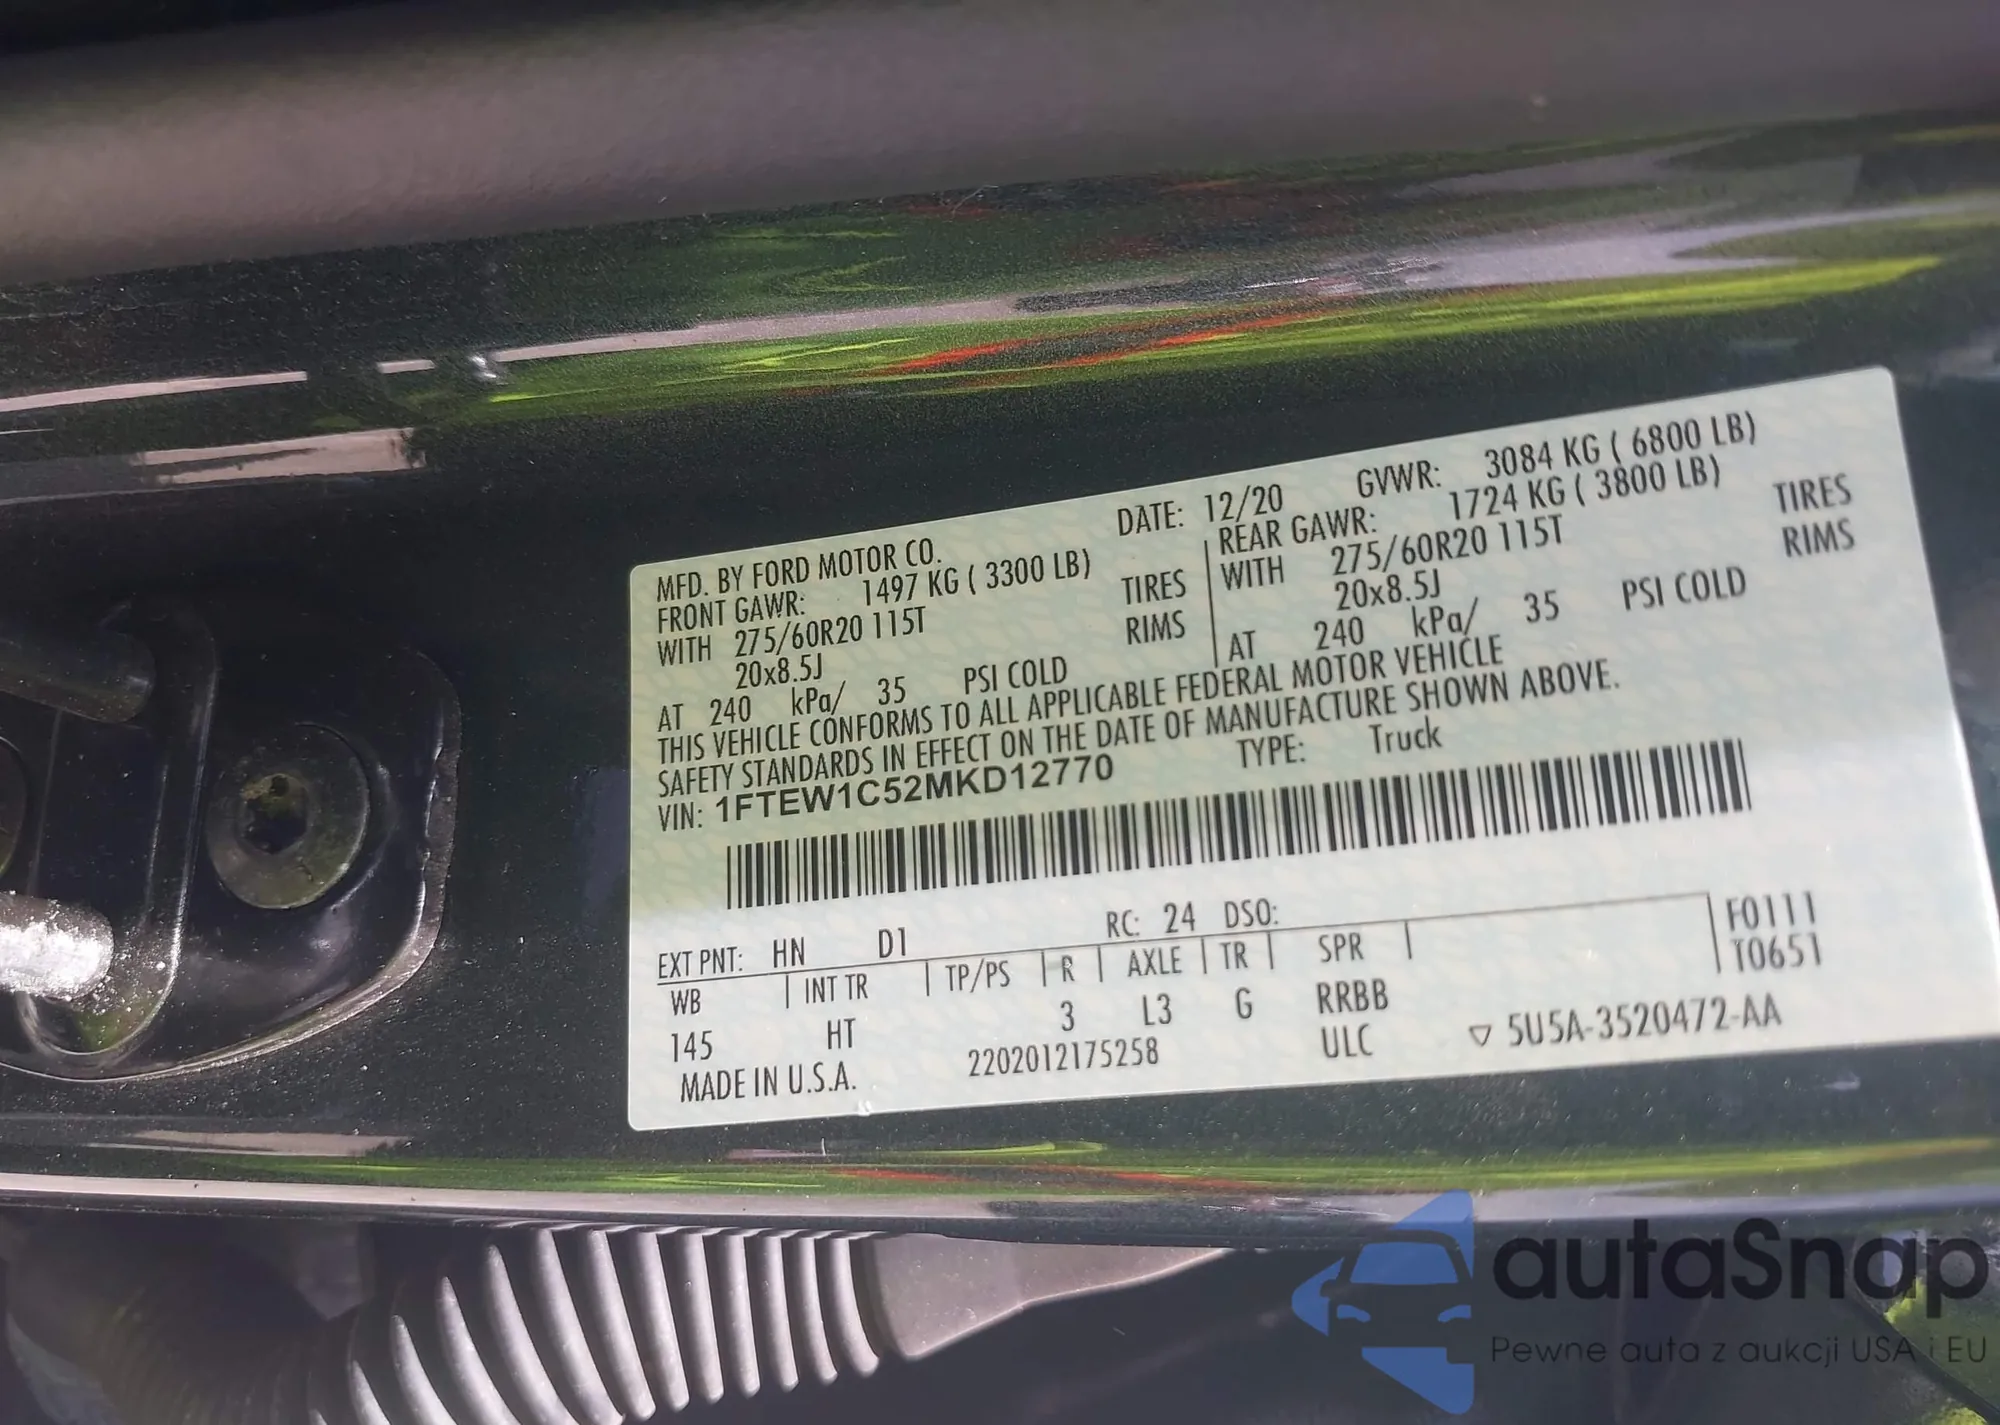 MFD. BY FORD MOTOR CO. DATE: 12/20 GVWR: 3084 KG ( 6800 LB)
FRONT GAWR: 1497 KG ( 3300 LB) REAR GAWR: 1724 KG ( 3800 LB)
WITH 275/60R20 115T TIRES WITH 275/60R20 115T TIRES
20x8.5J RIMS 20x8.5J RIMS
AT 240 kPa/ 35 PSI COLD AT 240 kPa/ 35 PSI COLD
THIS VEHICLE CONFORMS TO ALL APPLICABLE FEDERAL MOTOR VEHICLE
SAFETY STANDARDS IN EFFECT ON THE DATE OF MANUFACTURE SHOWN ABOVE.
VIN: 1FTEW1C52MKD12770 TYPE: Truck
EXT PNT: HN D1 RC: 24 DSO: F0111
WB INT TR TP/PS R AXLE TR SPR T0651
145 HT 3 L3 G RRBB
MADE IN U.S.A. 2202012175258 ULC ▽ 5U5A-3520472-AA
autaSnap
Pewne auta z aukcji USA i EU